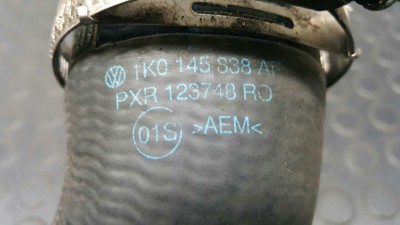 1K0 145 838 AF
PXR 123748 RO
01S >AEM<